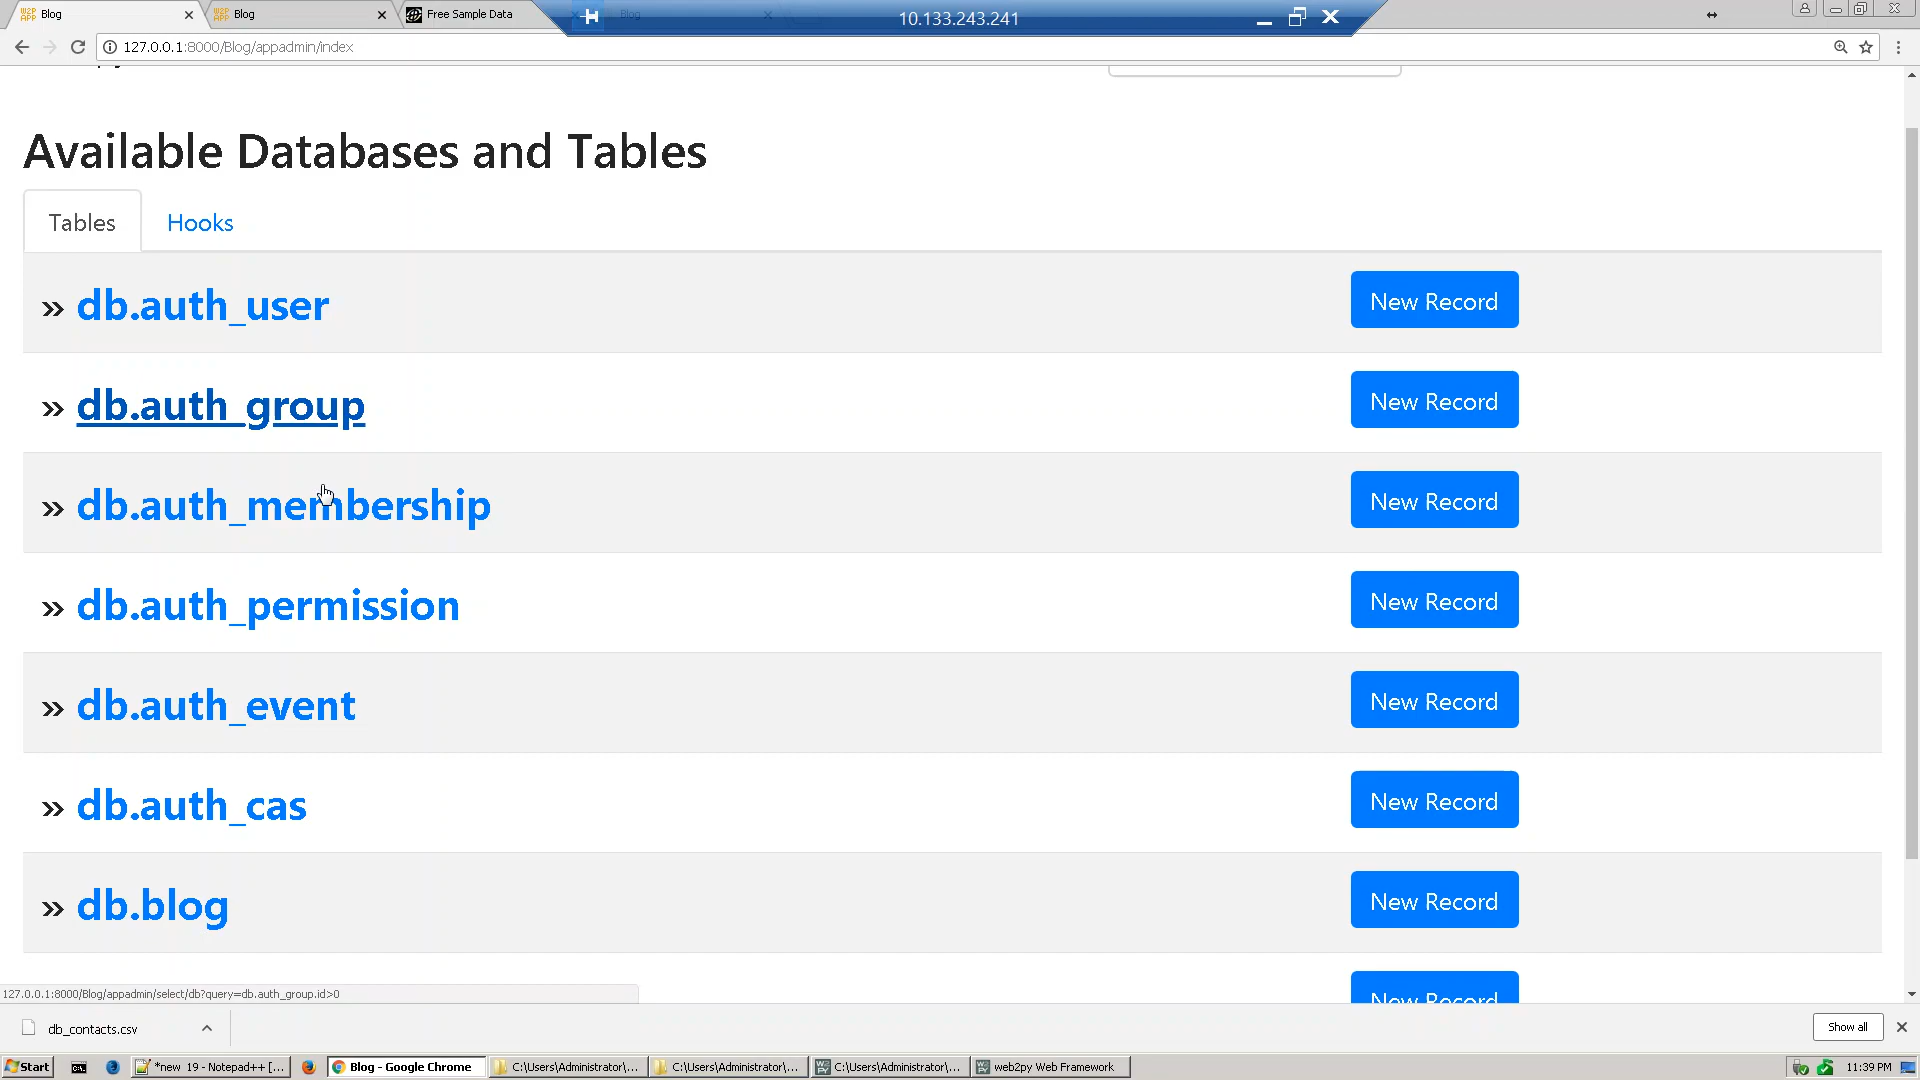 Blog
Blog
Free Sample Data
Blog
10.133.243.241
127.0.0.1:8000/Blog/appadmin/index
Available Databases and Tables
Tables
Hooks
» db.auth_user
New Record
» db.auth_group
New Record
» db.auth_membership
New Record
» db.auth_permission
New Record
» db.auth_event
New Record
» db.auth_cas
New Record
» db.blog
New Record
New Record
127.0.0.1:8000/Blog/appadmin/select/db?query=db.auth_group.id>0
db_contacts.csv
Show all
Start
*new 19 - Notepad++ [...
Blog - Google Chrome
C:\Users\Administrator\...
C:\Users\Administrator\...
C:\Users\Administrator\...
web2py Web Framework
11:39 PM